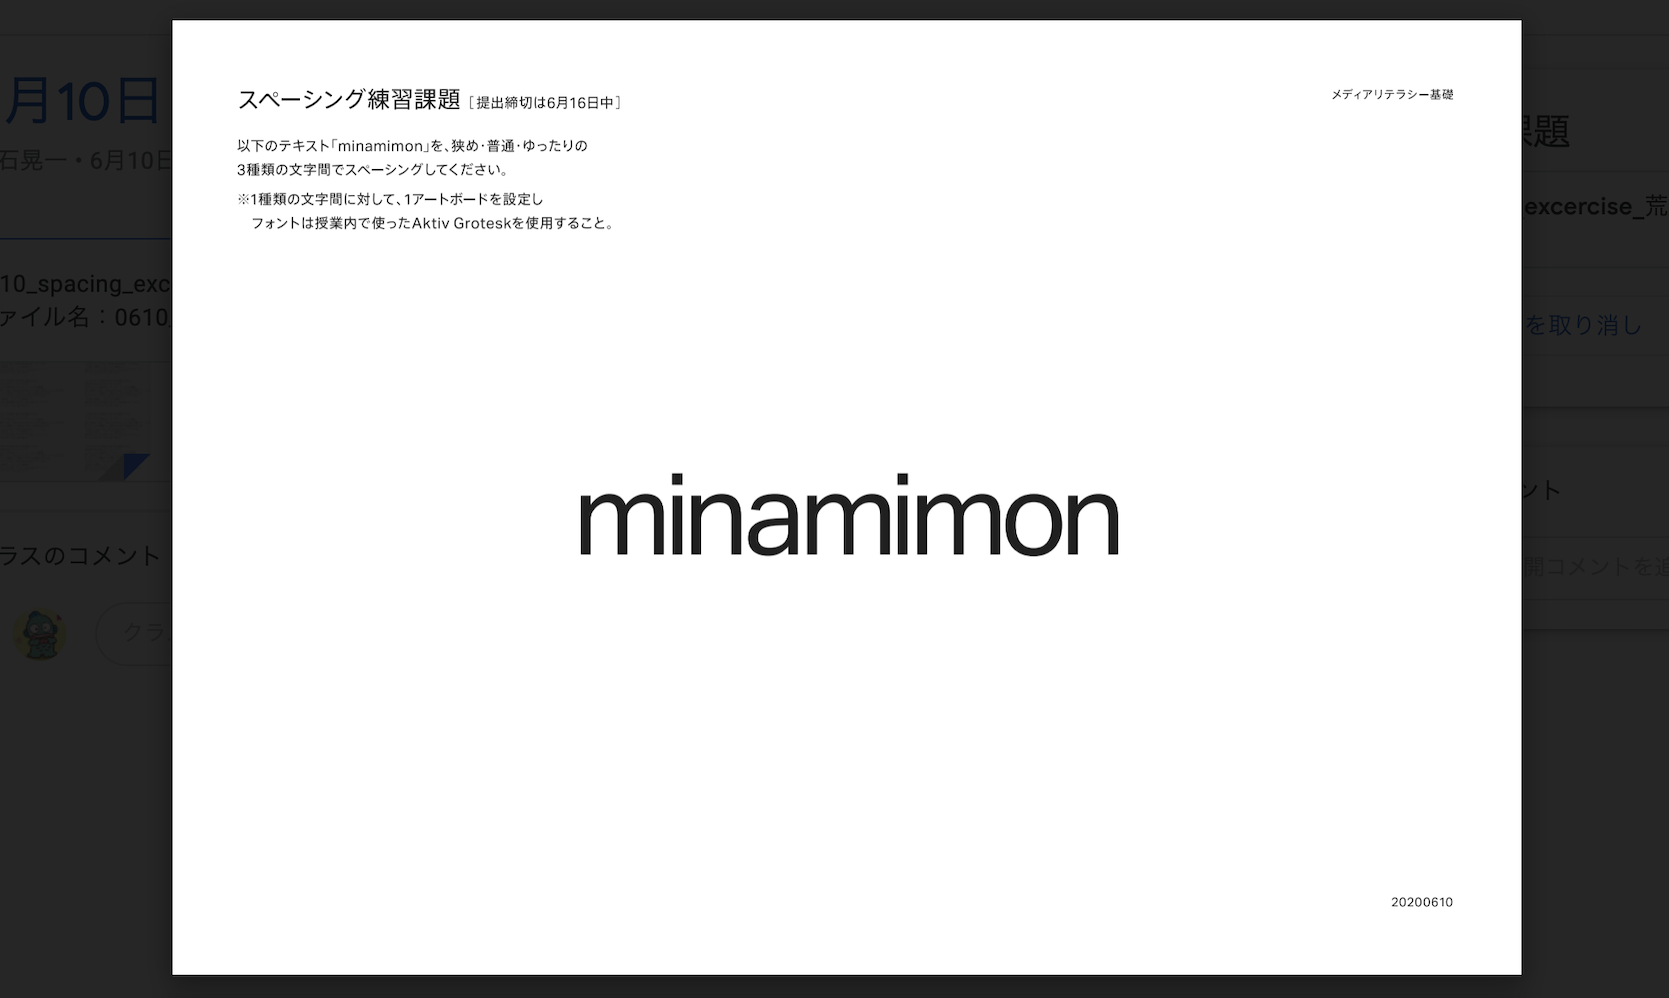 スペーシング練習課題［提出締切は6月16日中］
メディアリテラシー基礎
以下のテキスト「minamimon」を、狭め・普通・ゆったりの
3種類の文字間でスペーシングしてください。
※1種類の文字間に対して、1アートボードを設定し
フォントは授業内で使ったAktiv Groteskを使用すること。
minamimon
20200610
月10日
石晃一・6月10日
10_spacing_exc
ァイル名：0610_
ラスのコメント
クラ
課題
excercise_荒
を取り消し
ント
開コメントを追